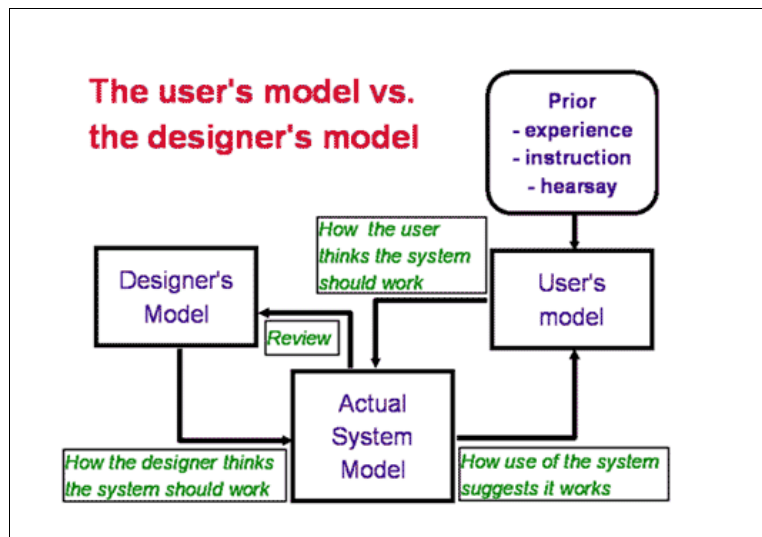 The user's model vs.
the designer's model
Prior
- experience
- instruction
- hearsay
How the user
thinks the system
should work
Designer's
Model
User's
model
Review
Actual
System
Model
How the designer thinks
the system should work
How use of the system
suggests it works